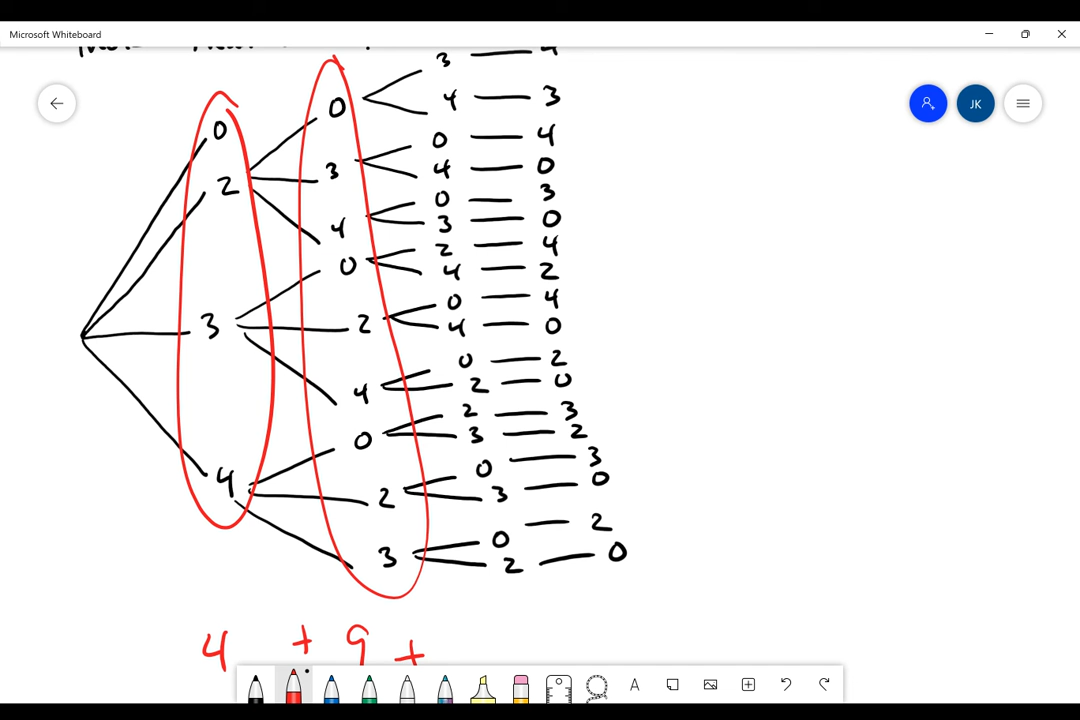 Microsoft Whiteboard
JK
3 — 4
0
4 — 3
0
0 — 4
3
4 — 0
2
0 — 3
4
3 — 0
2 — 4
0
4 — 2
0 — 4
3
2
4 — 0
0 — 2
4
2 — 0
2 — 3
0
3 — 2
0 — 3
4
2
3 — 0
0 — 2
3
2 — 0
4 + 9 +
A